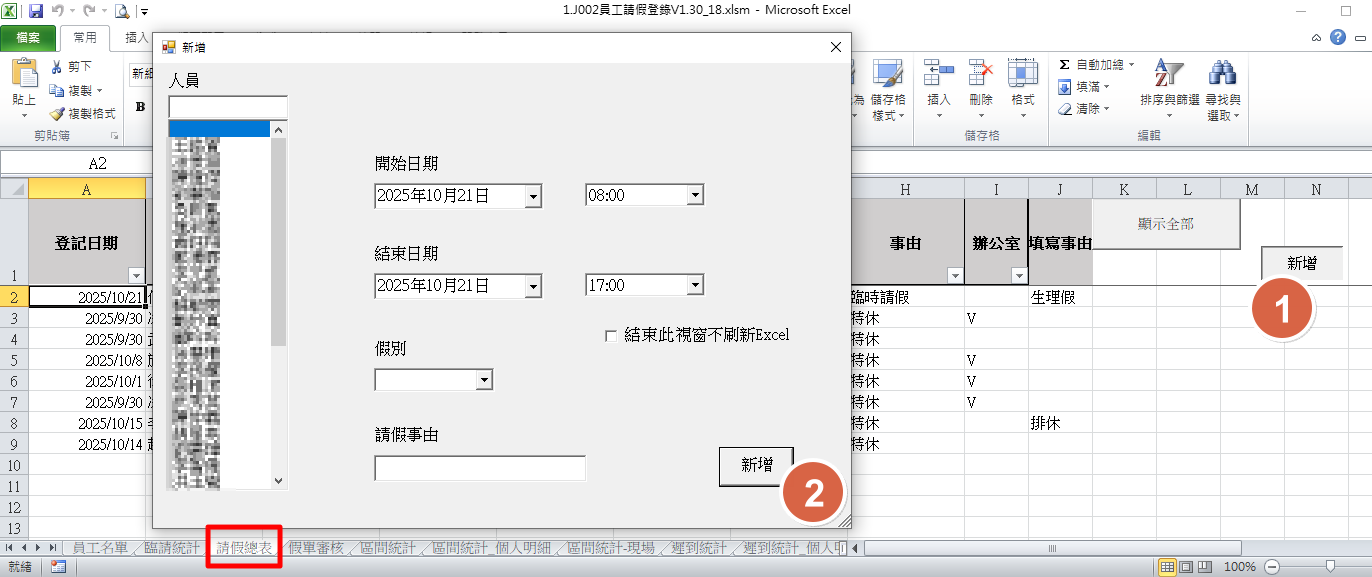 1.J002員工請假登錄V1.30_18.xlsm - Microsoft Excel
檔案 常用 插入
貼上
剪下
複製
複製格式
剪貼簿
新細
B
儲存格
樣式
插入
刪除
格式
儲存格
Σ 自動加總
填滿
清除
排序與篩選 尋找與
選取
編輯
A2
A H I J K L M N
1 登記日期 事由 辦公室 填寫事由
顯示全部
新增
1
2 2025/10/21 臨時請假 生理假
3 2025/9/30 特休 V
4 2025/9/30 特休
5 2025/10/8 特休 V
6 2025/10/1 特休 V
7 2025/9/30 特休 V
8 2025/10/15 特休 排休
9 2025/10/14 特休
10
11
12
13
新增
人員
開始日期
2025年10月21日 08:00
結束日期
2025年10月21日 17:00
結束此視窗不刷新Excel
假別
請假事由
新增
2
員工名單 臨請統計 請假總表 假單審核 區間統計 區間統計_個人明細 區間統計-現場 遲到統計 遲到統計_個人
就緒 100%